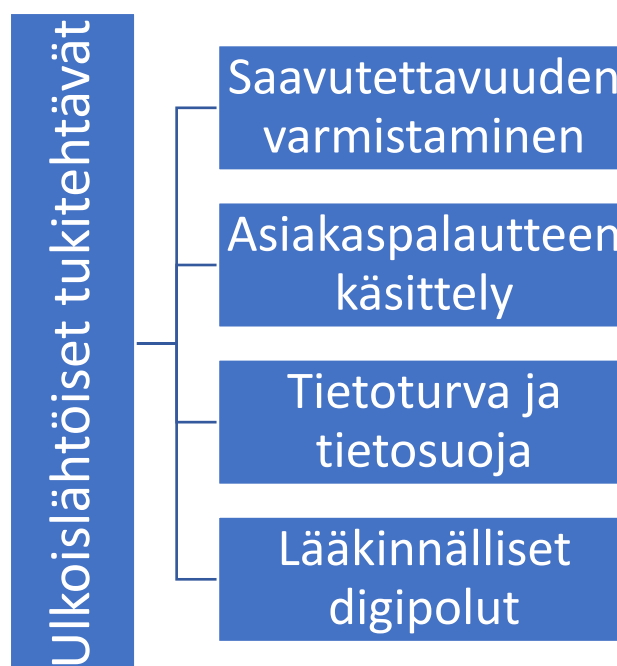 Ulkoislähtöiset tukitehtävät
Saavutettavuuden
varmistaminen
Asiakaspalautteen
käsittely
Tietoturva ja
tietosuoja
Lääkinnälliset
digipolut